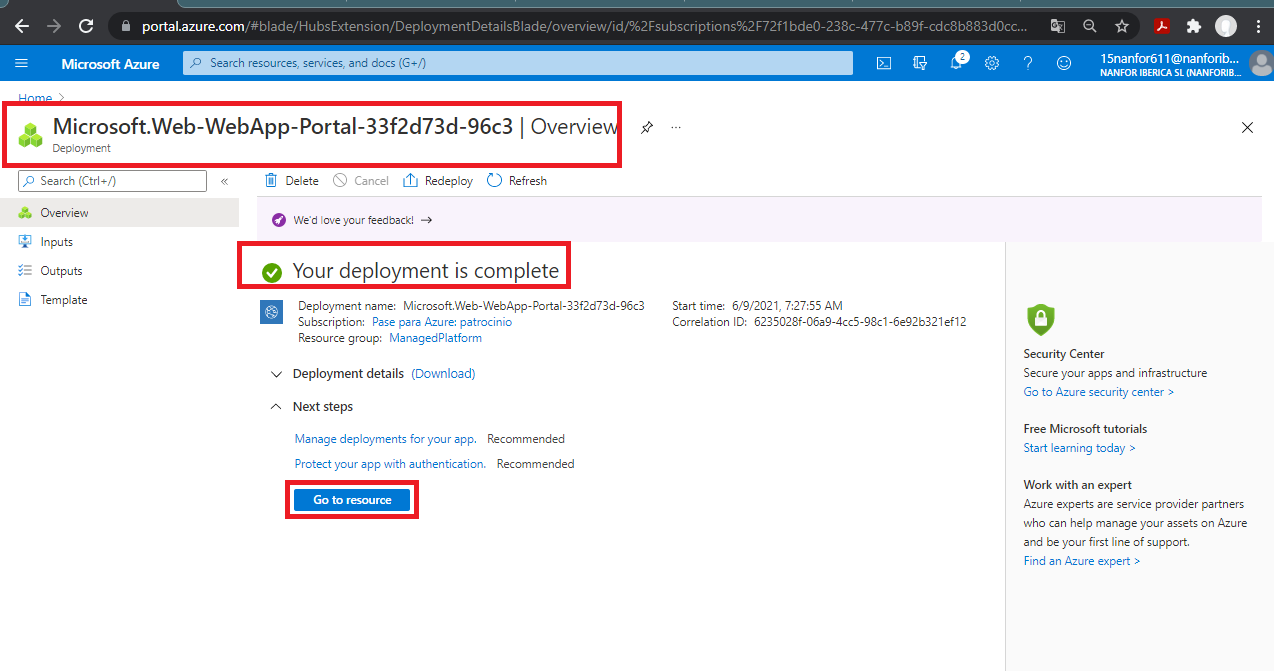 portal.azure.com/#blade/HubsExtension/DeploymentDetailsBlade/overview/id/%2Fsubscriptions%2F72f1bde0-238c-477c-b89f-cdc8b883d0cc...
Microsoft Azure
Search resources, services, and docs (G+/)
2
15nanfor611@nanforib...
NANFOR IBERICA SL (NANFORIB...
Home >
Microsoft.Web-WebApp-Portal-33f2d73d-96c3 | Overview
...
Deployment
Search (Ctrl+/)
«
Delete
Cancel
Redeploy
Refresh
Overview
Inputs
Outputs
Template
We'd love your feedback! →
Your deployment is complete
Deployment name: Microsoft.Web-WebApp-Portal-33f2d73d-96c3
Subscription: Pase para Azure: patrocinio
Resource group: ManagedPlatform
Start time: 6/9/2021, 7:27:55 AM
Correlation ID: 6235028f-06a9-4cc5-98c1-6e92b321ef12
Deployment details (Download)
Next steps
Manage deployments for your app. Recommended
Protect your app with authentication. Recommended
Go to resource
Security Center
Secure your apps and infrastructure
Go to Azure security center >
Free Microsoft tutorials
Start learning today >
Work with an expert
Azure experts are service provider partners
who can help manage your assets on Azure
and be your first line of support.
Find an Azure expert >